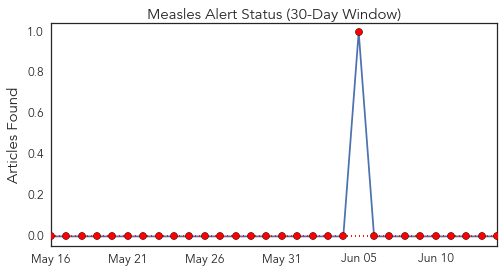 Measles Alert Status (30-Day Window)
Articles Found
1.0
0.8
0.6
0.4
0.2
0.0
May 16 May 21 May 26 May 31 Jun 05 Jun 10